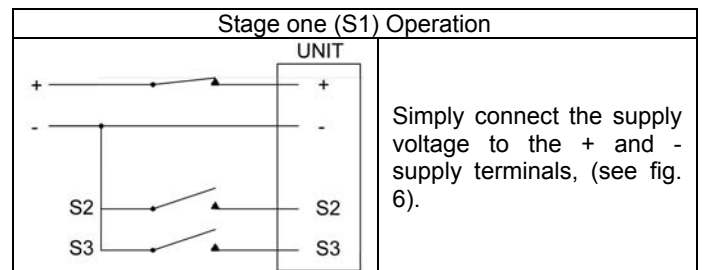 Stage one (S1) Operation
UNIT
+ +
- -
S2 S2
S3 S3
Simply connect the supply
voltage to the + and -
supply terminals, (see fig.
6).